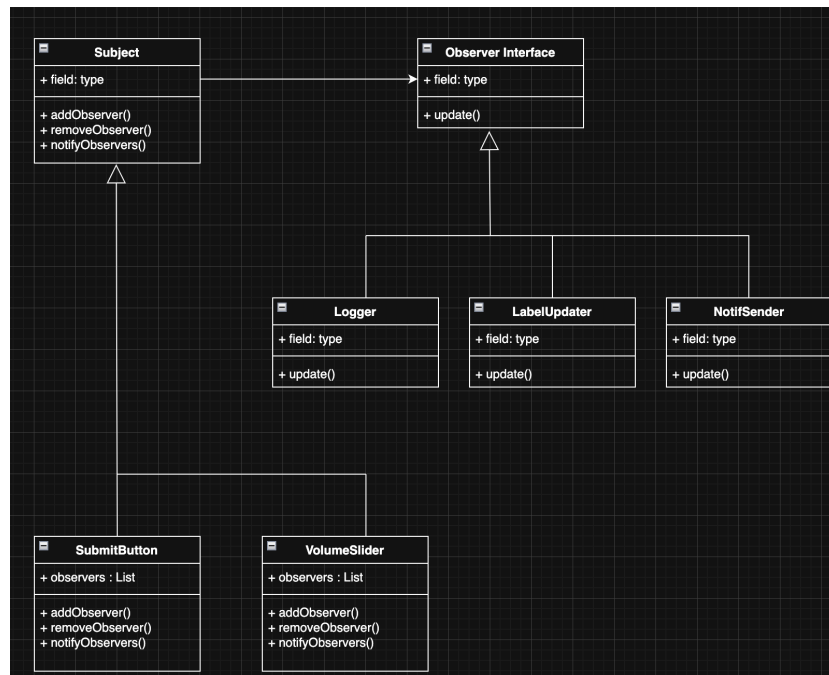 Subject
+ field: type
+ addObserver()
+ removeObserver()
+ notifyObservers()
Observer Interface
+ field: type
+ update()
Logger
+ field: type
+ update()
LabelUpdater
+ field: type
+ update()
NotifSender
+ field: type
+ update()
SubmitButton
+ observers : List
+ addObserver()
+ removeObserver()
+ notifyObservers()
VolumeSlider
+ observers : List
+ addObserver()
+ removeObserver()
+ notifyObservers()